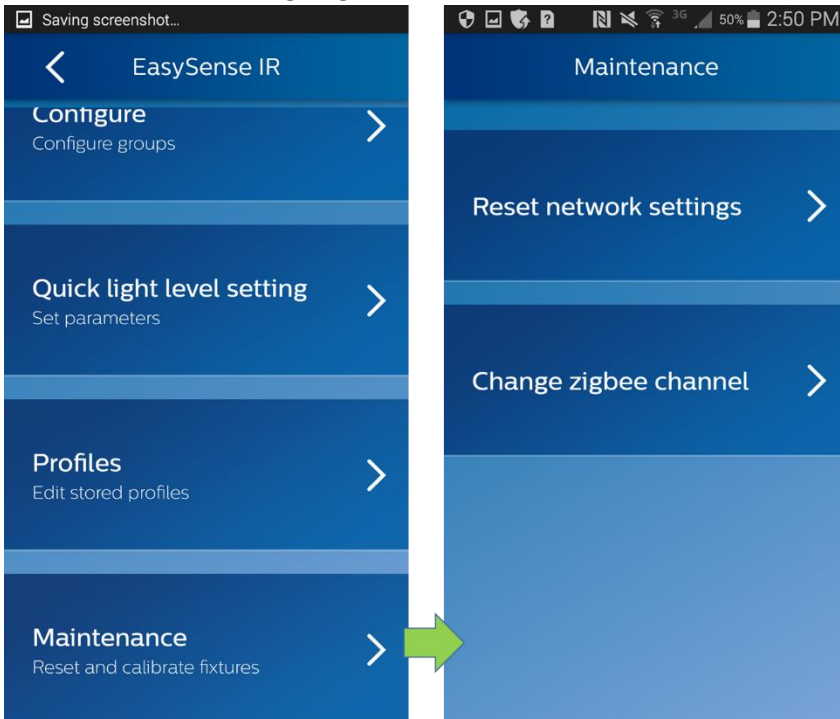 Saving screenshot...
EasySense IR
Configure
Configure groups
Quick light level setting
Set parameters
Profiles
Edit stored profiles
Maintenance
Reset and calibrate fixtures
3G 50% 2:50 PM
Maintenance
Reset network settings
Change zigbee channel